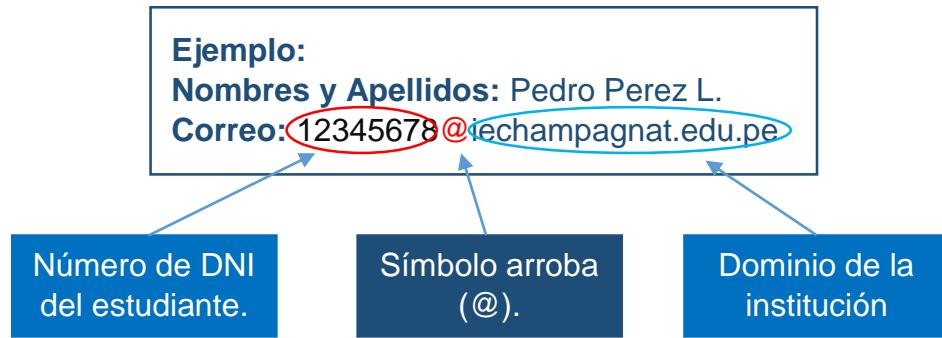 Ejemplo:
Nombres y Apellidos: Pedro Perez L.
Correo: 12345678@iechampagnat.edu.pe
Número de DNI
del estudiante.
Símbolo arroba
(@).
Dominio de la
institución